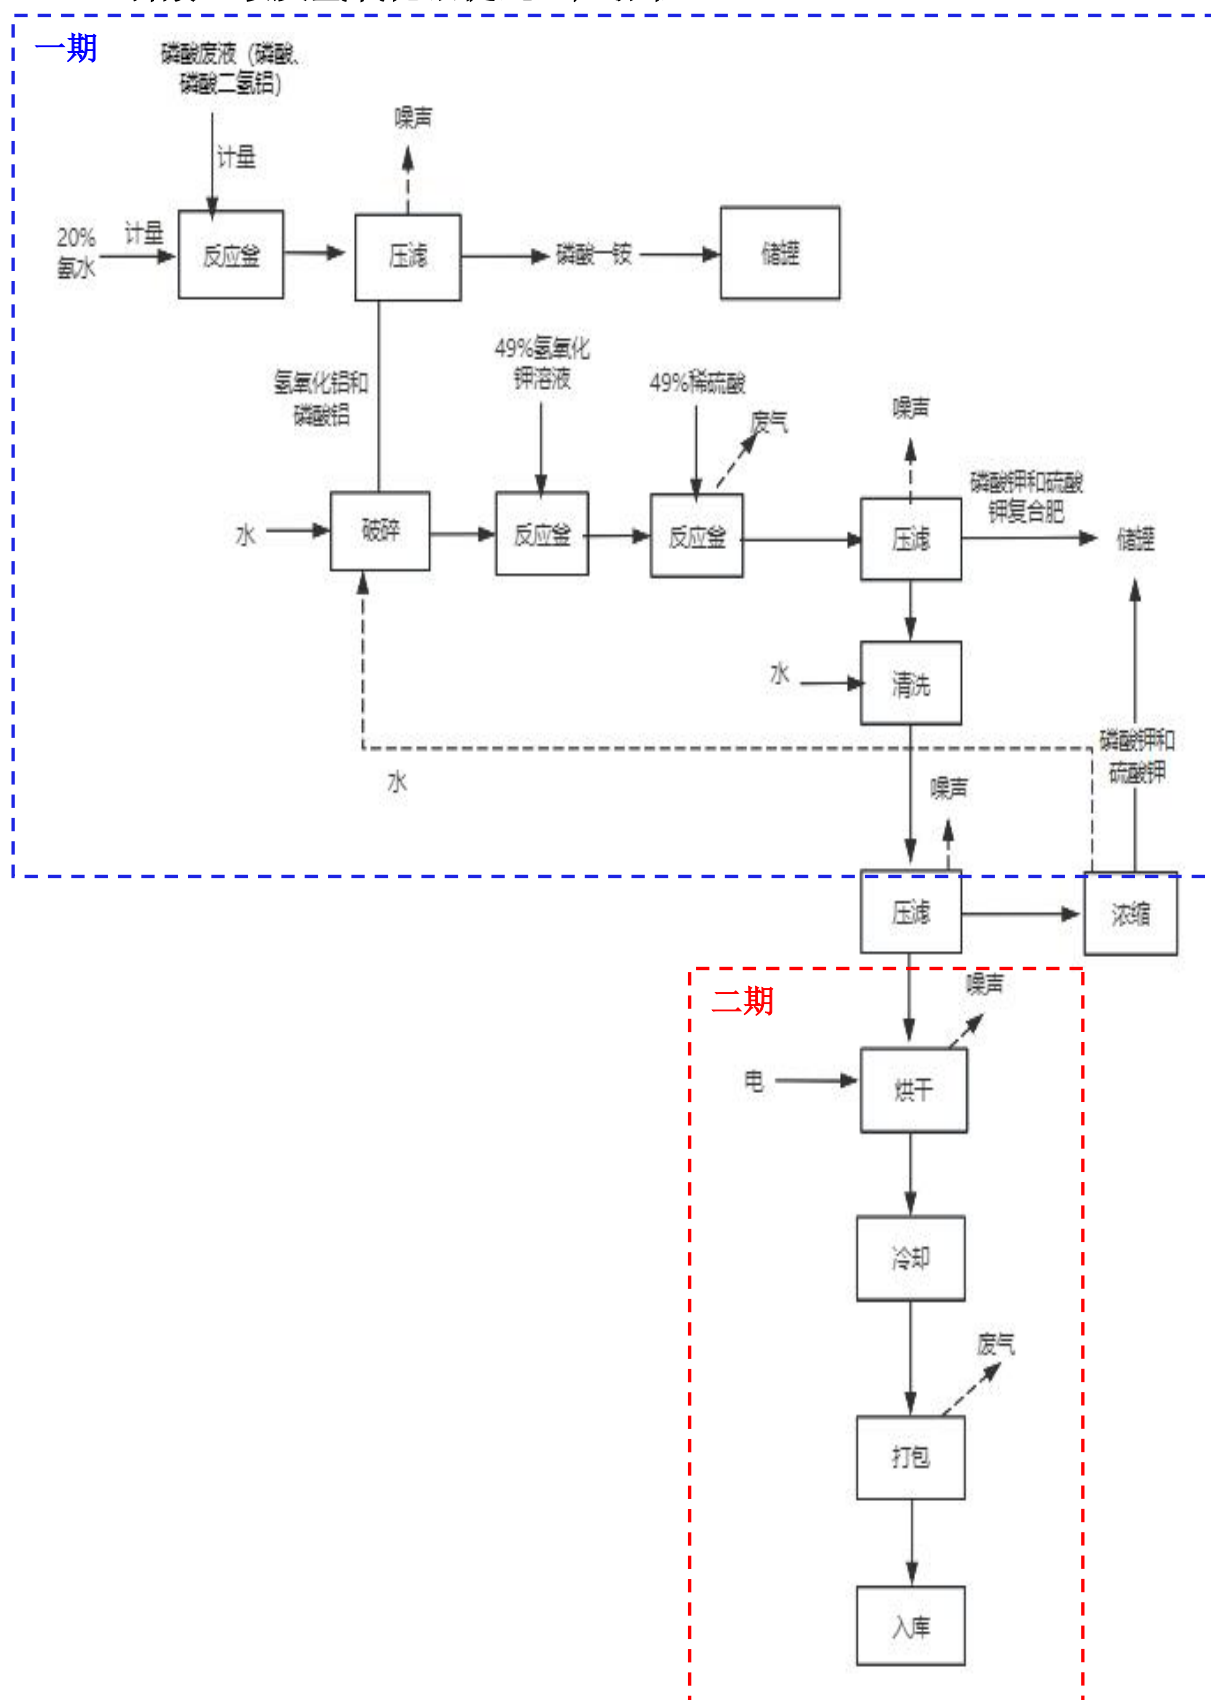 一期
磷酸废液（磷酸、
磷酸二氢铝）
噪声
计量
20%
氨水
计量
反应釜
压滤
磷酸一铵
储罐
氢氧化铝和
磷酸铝
49%氢氧化
钾溶液
49%稀硫酸
废气
噪声
磷酸钾和硫酸
钾复合肥
水
破碎
反应釜
反应釜
压滤
储罐
水
清洗
水
磷酸钾和
硫酸钾
噪声
压滤
浓缩
二期
噪声
电
烘干
冷却
废气
打包
入库